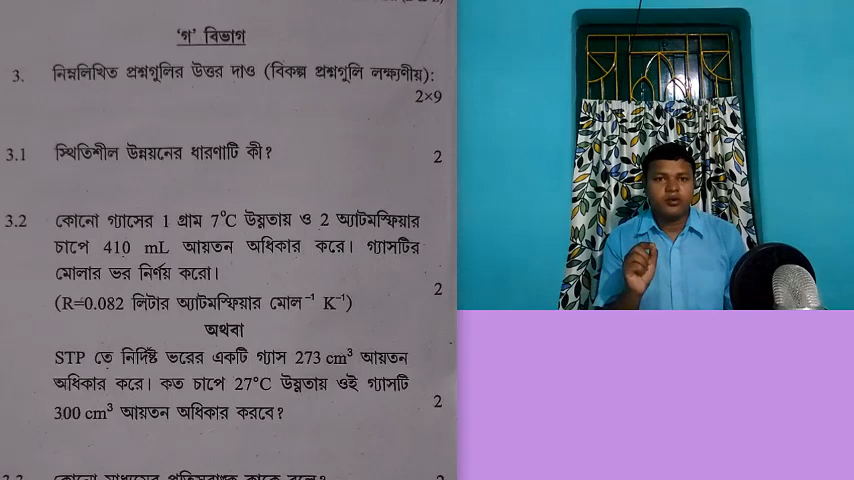 'গ' বিভাগ
3. নিম্নলিখিত প্রশ্নগুলির উত্তর দাও (বিকল্প প্রশ্নগুলি লক্ষ্যণীয়):
2×9
3.1 স্থিতিশীল উন্নয়নের ধারণাটি কী? 2
3.2 কোনো গ্যাসের 1 গ্রাম 7°C উষ্ণতায় ও 2 অ্যাটমস্ফিয়ার
চাপে 410 mL আয়তন অধিকার করে। গ্যাসটির
মোলার ভর নির্ণয় করো। 2
(R=0.082 লিটার অ্যাটমস্ফিয়ার মোল⁻¹ K⁻¹)
অথবা
STP তে নির্দিষ্ট ভরের একটি গ্যাস 273 cm³ আয়তন
অধিকার করে। কত চাপে 27°C উষ্ণতায় ওই গ্যাসটি
300 cm³ আয়তন অধিকার করবে? 2